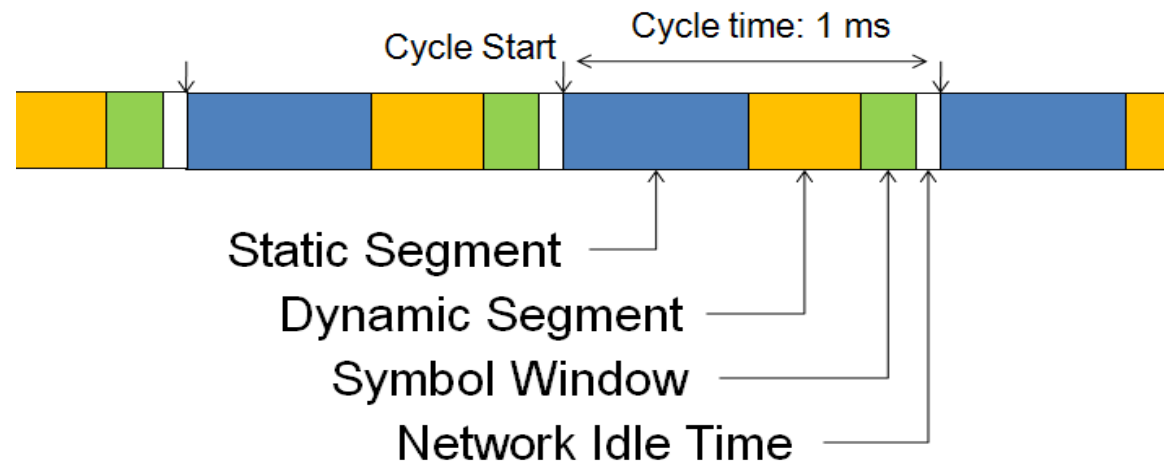 Cycle Start
Cycle time: 1 ms
Static Segment
Dynamic Segment
Symbol Window
Network Idle Time